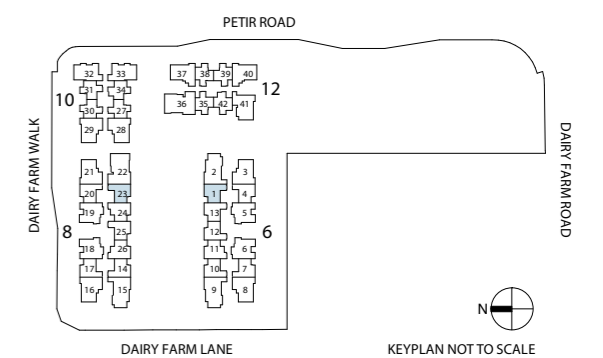 PETIR ROAD
32 33 37 38 39 40
10 31 34 12
30 27 36 35 42 41
29 28
DAIRY FARM WALK
DAIRY FARM ROAD
21 22 2 3
20 23 1 4
19 24 13 5
8 25 12 6
18 26 11 6
17 14 10 7
16 15 9 8
N
DAIRY FARM LANE
KEYPLAN NOT TO SCALE